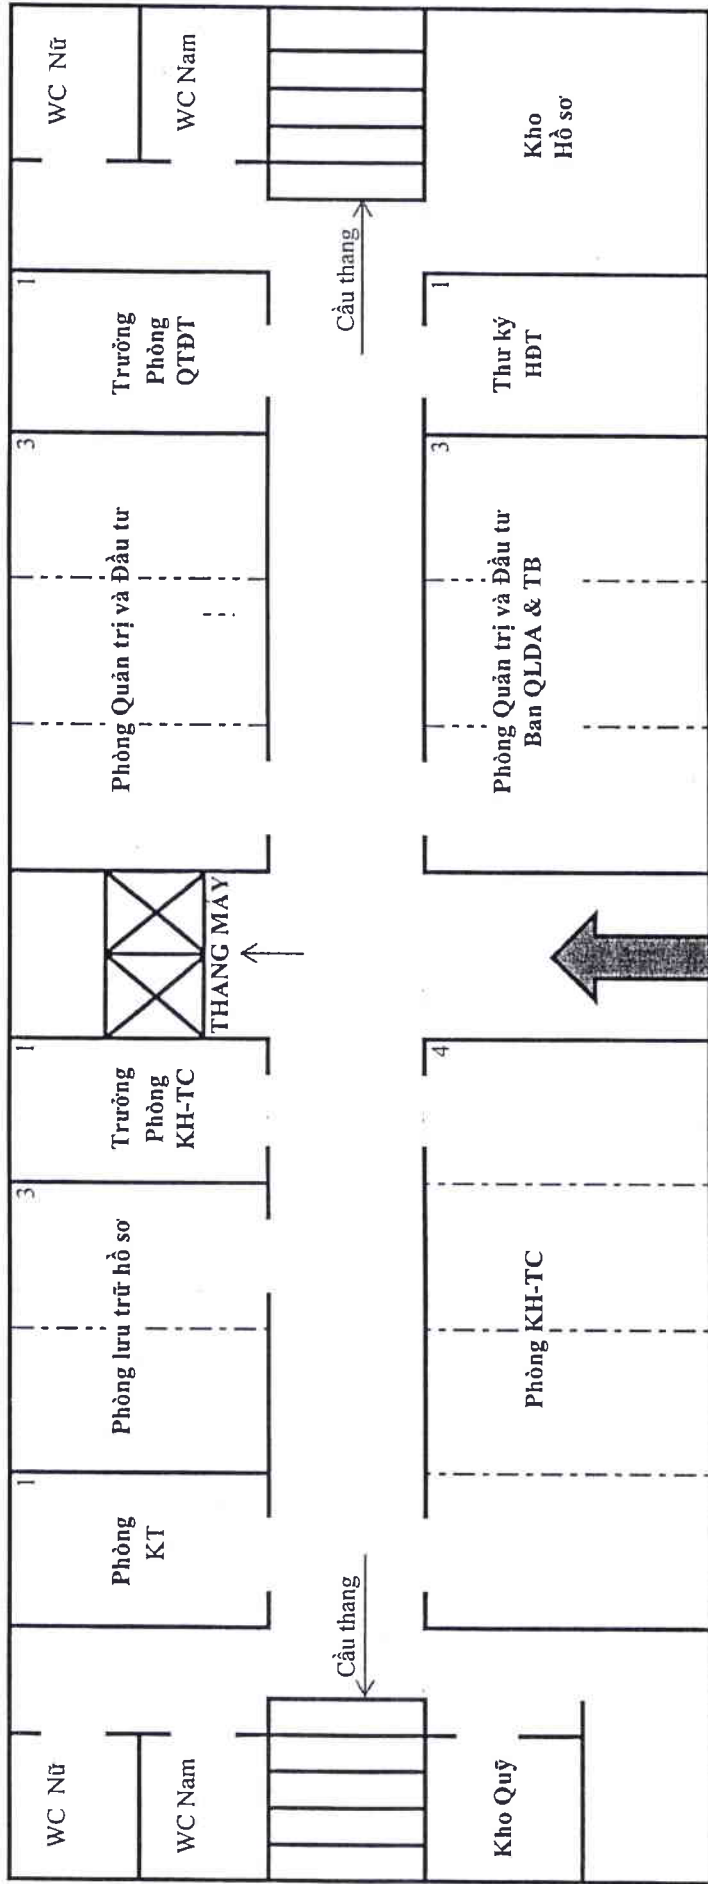 WC Nữ
WC Nam
Cầu thang
Kho Quỹ
1
Phòng
KT
3
Phòng lưu trữ hồ sơ
1
Trưởng
Phòng
KH-TC
4
Phòng KH-TC
THANG MÁY
Phòng Quản trị và Đầu tư
3
Phòng Quản trị và Đầu tư
Ban QLDA & TB
3
1
Trưởng
Phòng
QTĐT
1
Thư ký
HĐT
Cầu thang
WC Nữ
WC Nam
Kho
Hồ sơ